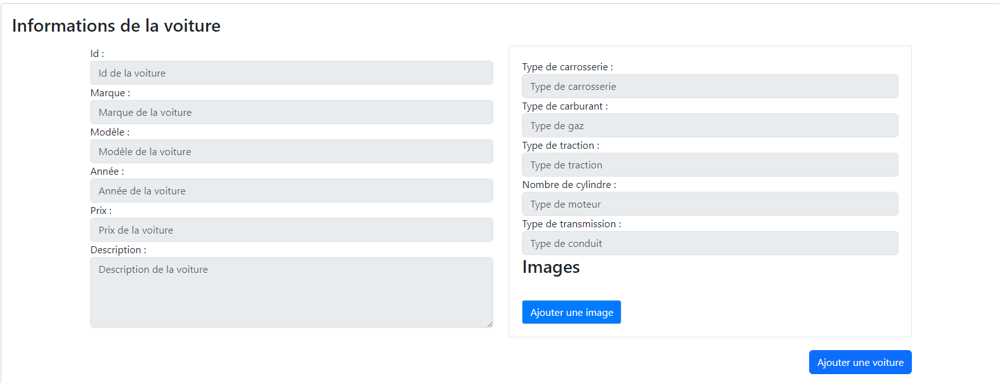 Informations de la voiture
Id :
Id de la voiture
Marque :
Marque de la voiture
Modèle :
Modèle de la voiture
Année :
Année de la voiture
Prix :
Prix de la voiture
Description :
Description de la voiture
Type de carrosserie :
Type de carrosserie
Type de carburant :
Type de gaz
Type de traction :
Type de traction
Nombre de cylindre :
Type de moteur
Type de transmission :
Type de conduit
Images
Ajouter une image
Ajouter une voiture